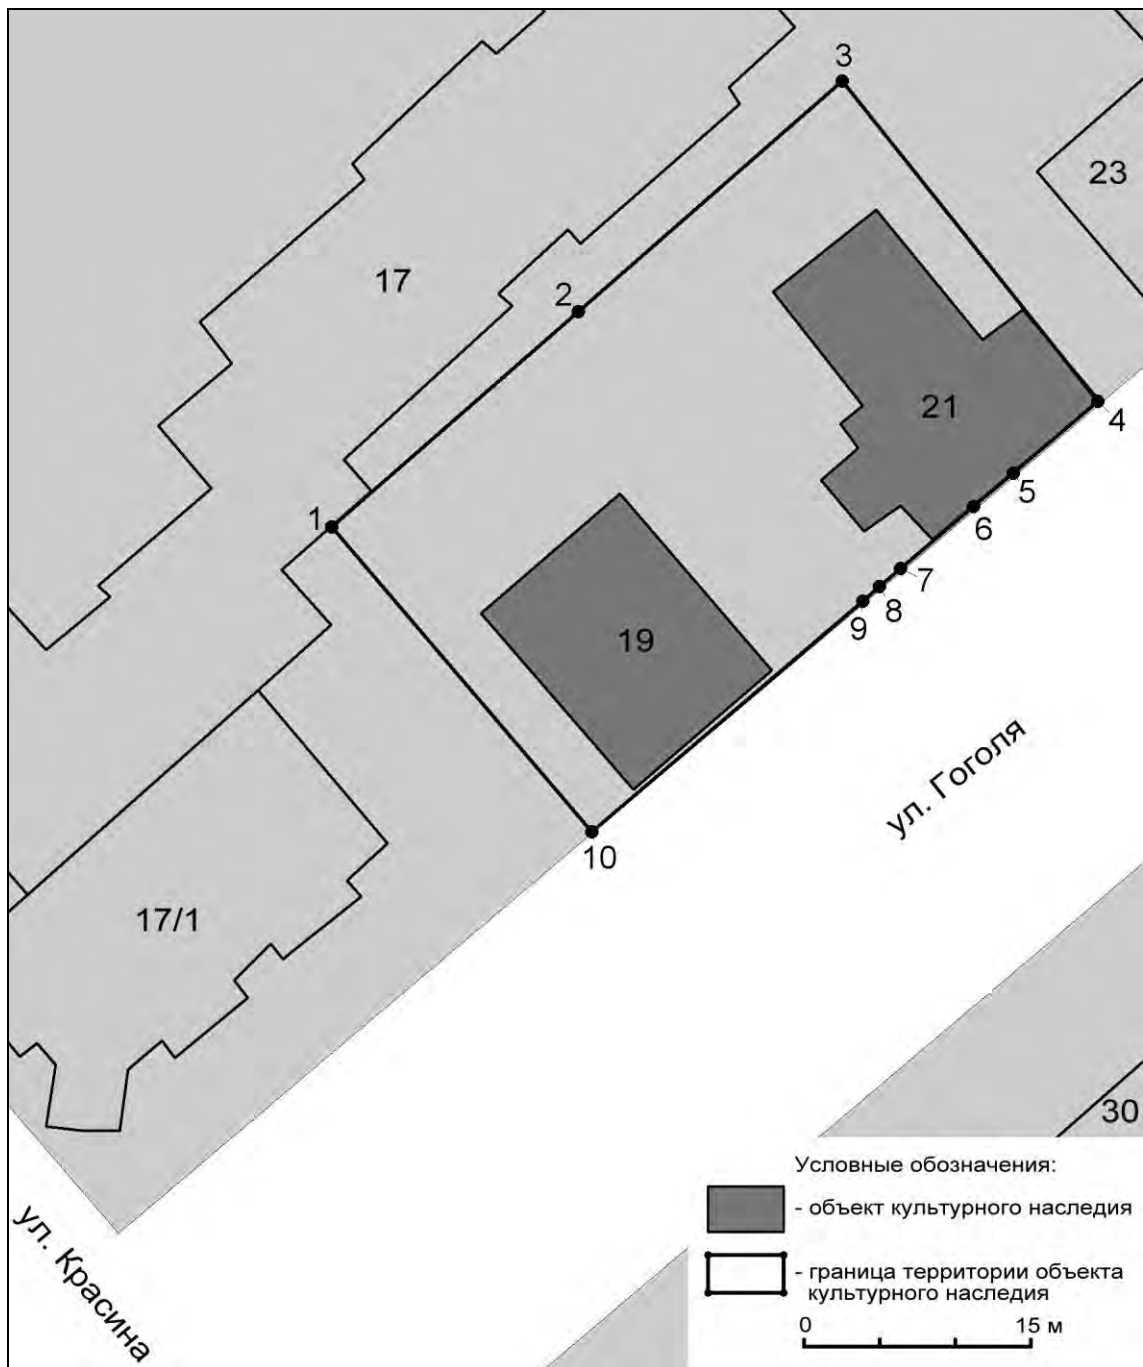 3
23
17
2
21
4
5
1
6
7
8
9
19
ул. Гоголя
10
17/1
30
Условные обозначения:
- объект культурного наследия
- граница территории объекта
культурного наследия
0 15 м
ул. Красина